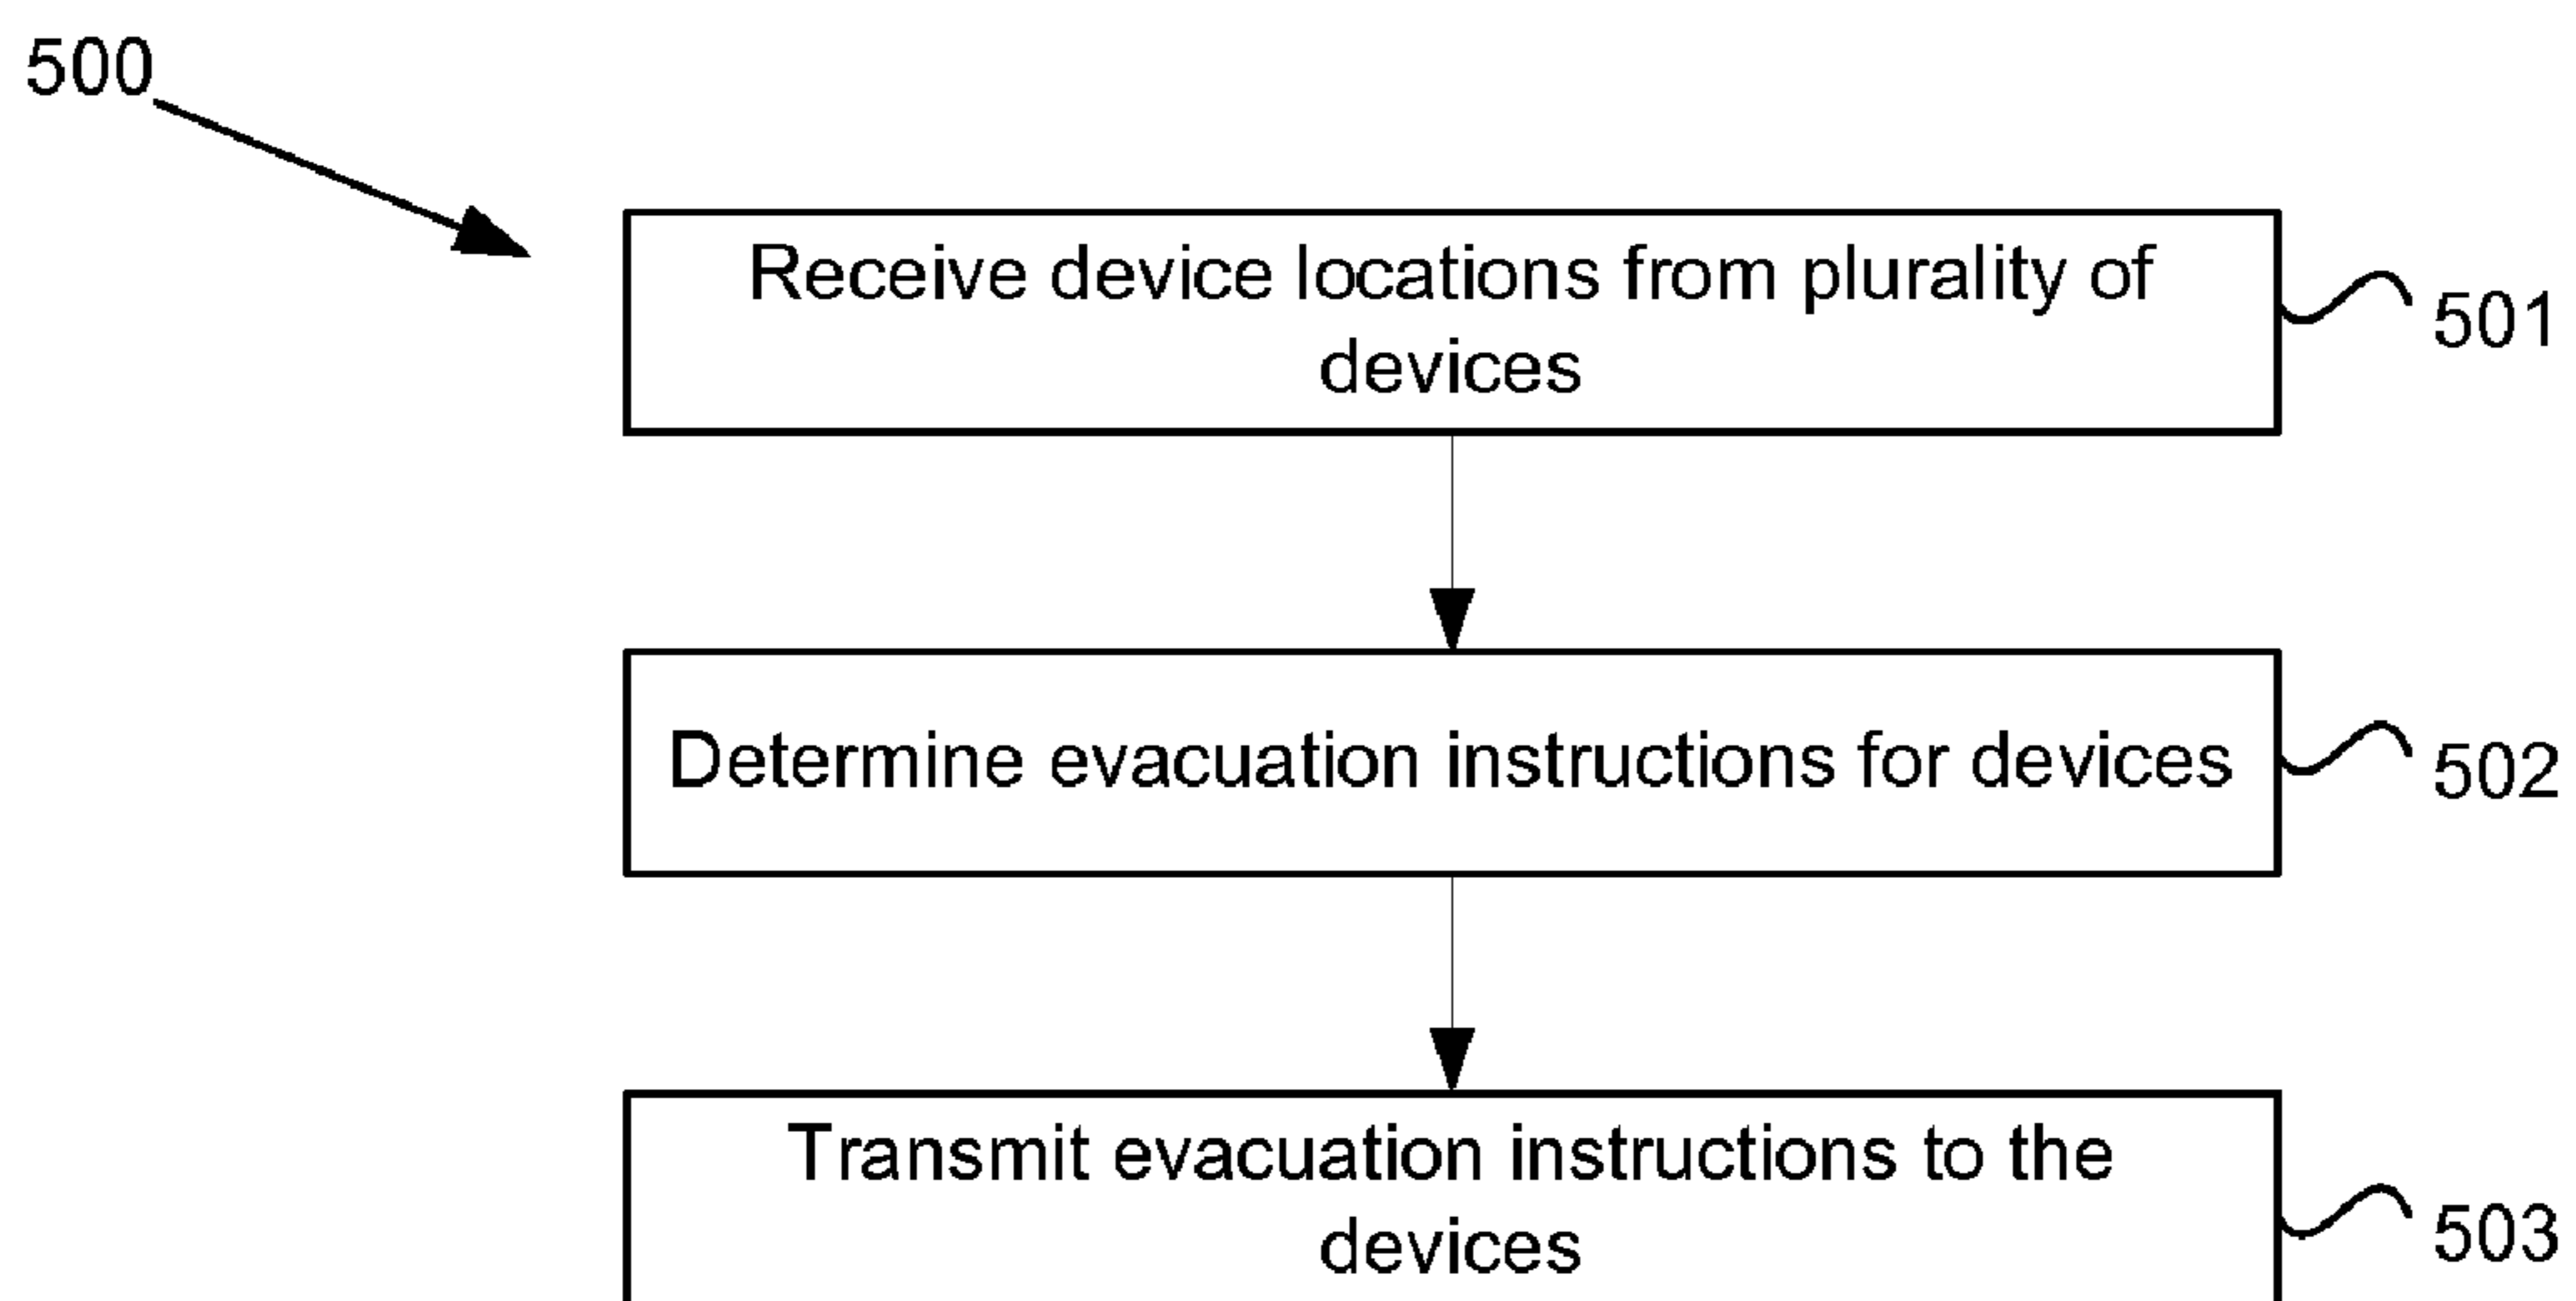 500
Receive device locations from plurality of
devices
501
Determine evacuation instructions for devices
502
Transmit evacuation instructions to the
devices
503